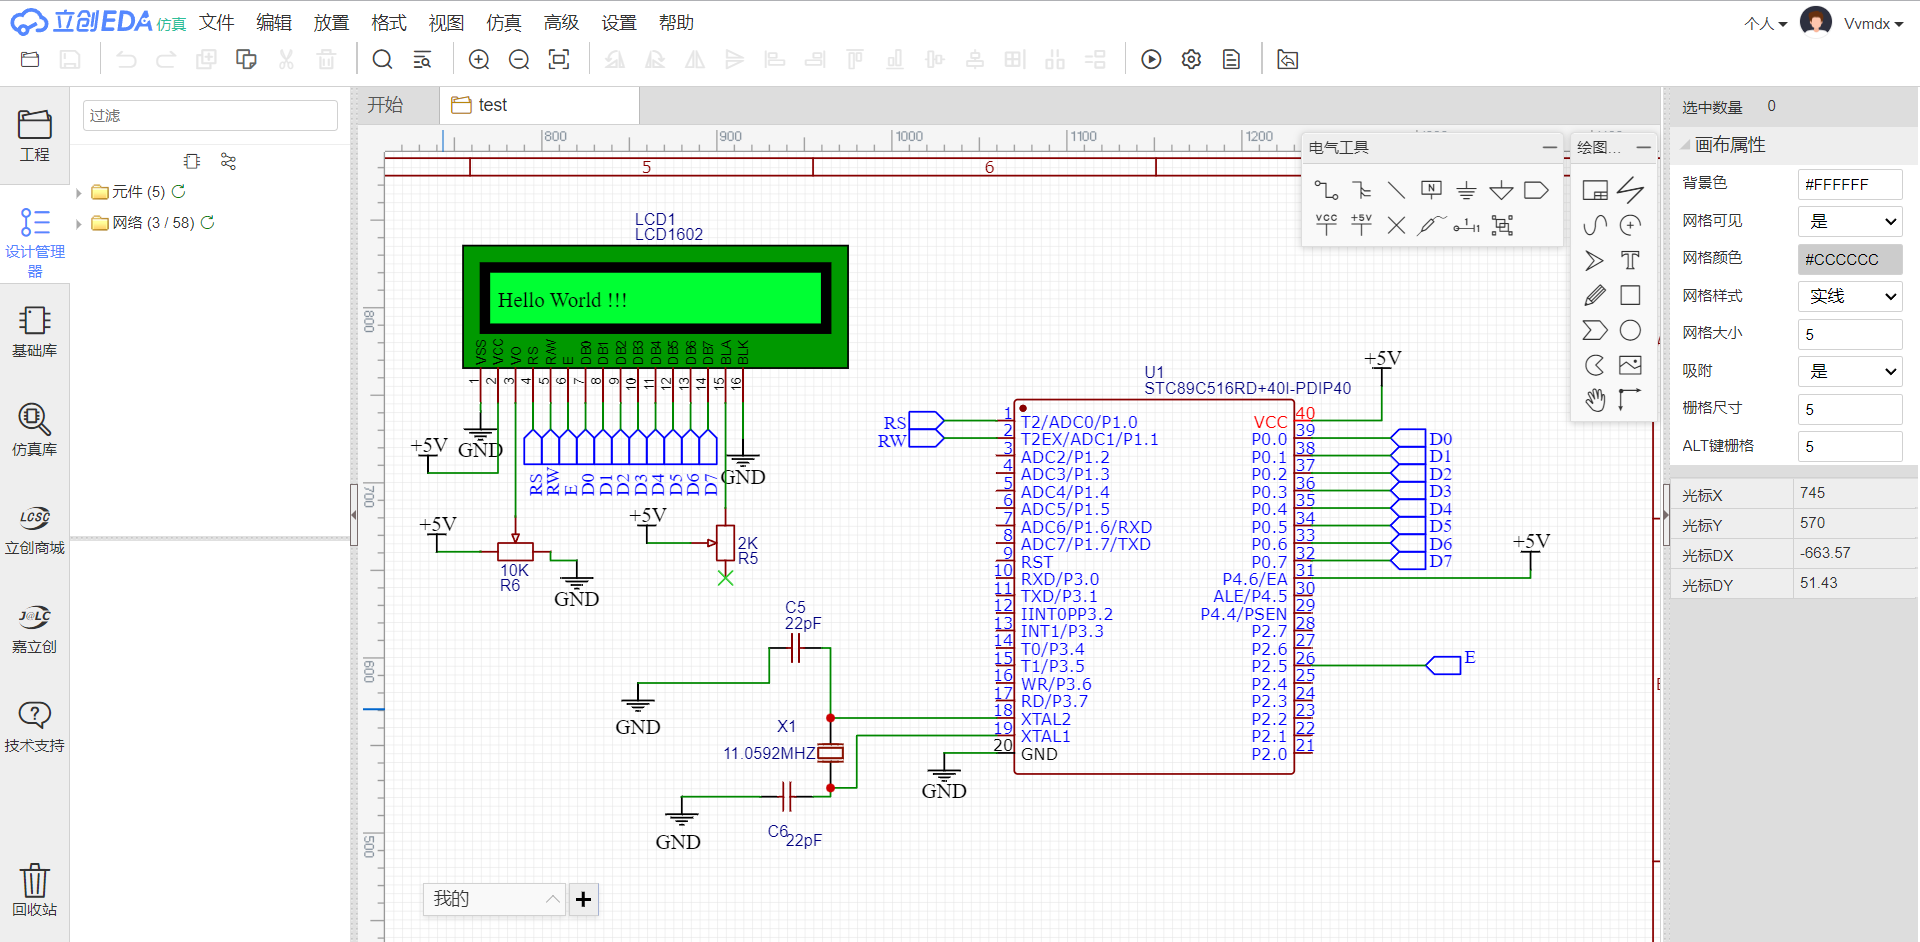 立创EDA仿真 文件 编辑 放置 格式 视图 仿真 高级 设置 帮助 个人 Vvmdx
过滤
开始 test
工程
元件 (5)
网络 (3 / 58)
设计管理器
基础库
仿真库
LCSC
立创商城
J@LC
嘉立创
技术支持
回收站
800 900 1000 1100 1200
5 6
800
700
600
500
LCD1
LCD1602
Hello World !!!
VSS VCC VO RS R/W E DB0 DB1 DB2 DB3 DB4 DB5 DB6 DB7 BLA BLK
1 2 3 4 5 6 7 8 9 10 11 12 13 14 15 16
+5V GND GND
RS RW E D0 D1 D2 D3 D4 D5 D6 D7
+5V +5V
10K
R6
GND
2K
R5
C5
22pF
GND
X1
11.0592MHZ
C6
22pF
GND
U1
STC89C516RD+40I-PDIP40
+5V
RS 1 T2/ADC0/P1.0 VCC 40
RW 2 T2EX/ADC1/P1.1 P0.0 39 D0
3 ADC2/P1.2 P0.1 38 D1
4 ADC3/P1.3 P0.2 37 D2
5 ADC4/P1.4 P0.3 36 D3
6 ADC5/P1.5 P0.4 35 D4
7 ADC6/P1.6/RXD P0.5 34 D5
8 ADC7/P1.7/TXD P0.6 33 D6
9 RST P0.7 32 D7
10 RXD/P3.0 P4.6/EA 31 +5V
11 TXD/P3.1 ALE/P4.5 30
12 IINT0PP3.2 P4.4/PSEN 29
13 INT1/P3.3 P2.7 28
14 T0/P3.4 P2.6 27
15 T1/P3.5 P2.5 26 E
16 WR/P3.6 P2.4 25
17 RD/P3.7 P2.3 24
18 XTAL2 P2.2 23
19 XTAL1 P2.1 22
20 GND P2.0 21
GND
我的
电气工具
N
VCC +5V
1
绘图...
T
选中数量 0
画布属性
背景色 #FFFFFF
网格可见 是
网格颜色 #CCCCCC
网格样式 实线
网格大小 5
吸附 是
栅格尺寸 5
ALT键栅格 5
光标X 745
光标Y 570
光标DX -663.57
光标DY 51.43